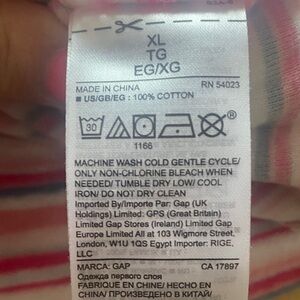 XL
TG
EG/XG
MADE IN CHINA RN 54023
■ US/GB/EG : 100% COTTON
30
1166
MACHINE WASH COLD GENTLE CYCLE/
ONLY NON-CHLORINE BLEACH WHEN
NEEDED/ TUMBLE DRY LOW/ COOL
IRON/ DO NOT DRY CLEAN
Imported By/Importe Par: Gap (UK
Holdings) Limited: GPS (Great Britain)
Limited Gap Stores (Ireland) Limited Gap
Europe Limited All at 103 Wigmore Street,
London, W1U 1QS Egypt Importer: RIGE,
LLC
MARCA: GAP CA 17897
Одежда первого слоя
FABRIQUÉ EN CHINE/ HECHO EN
CHINA/ ПРОИЗВЕДЕНО В КИТАЕ/